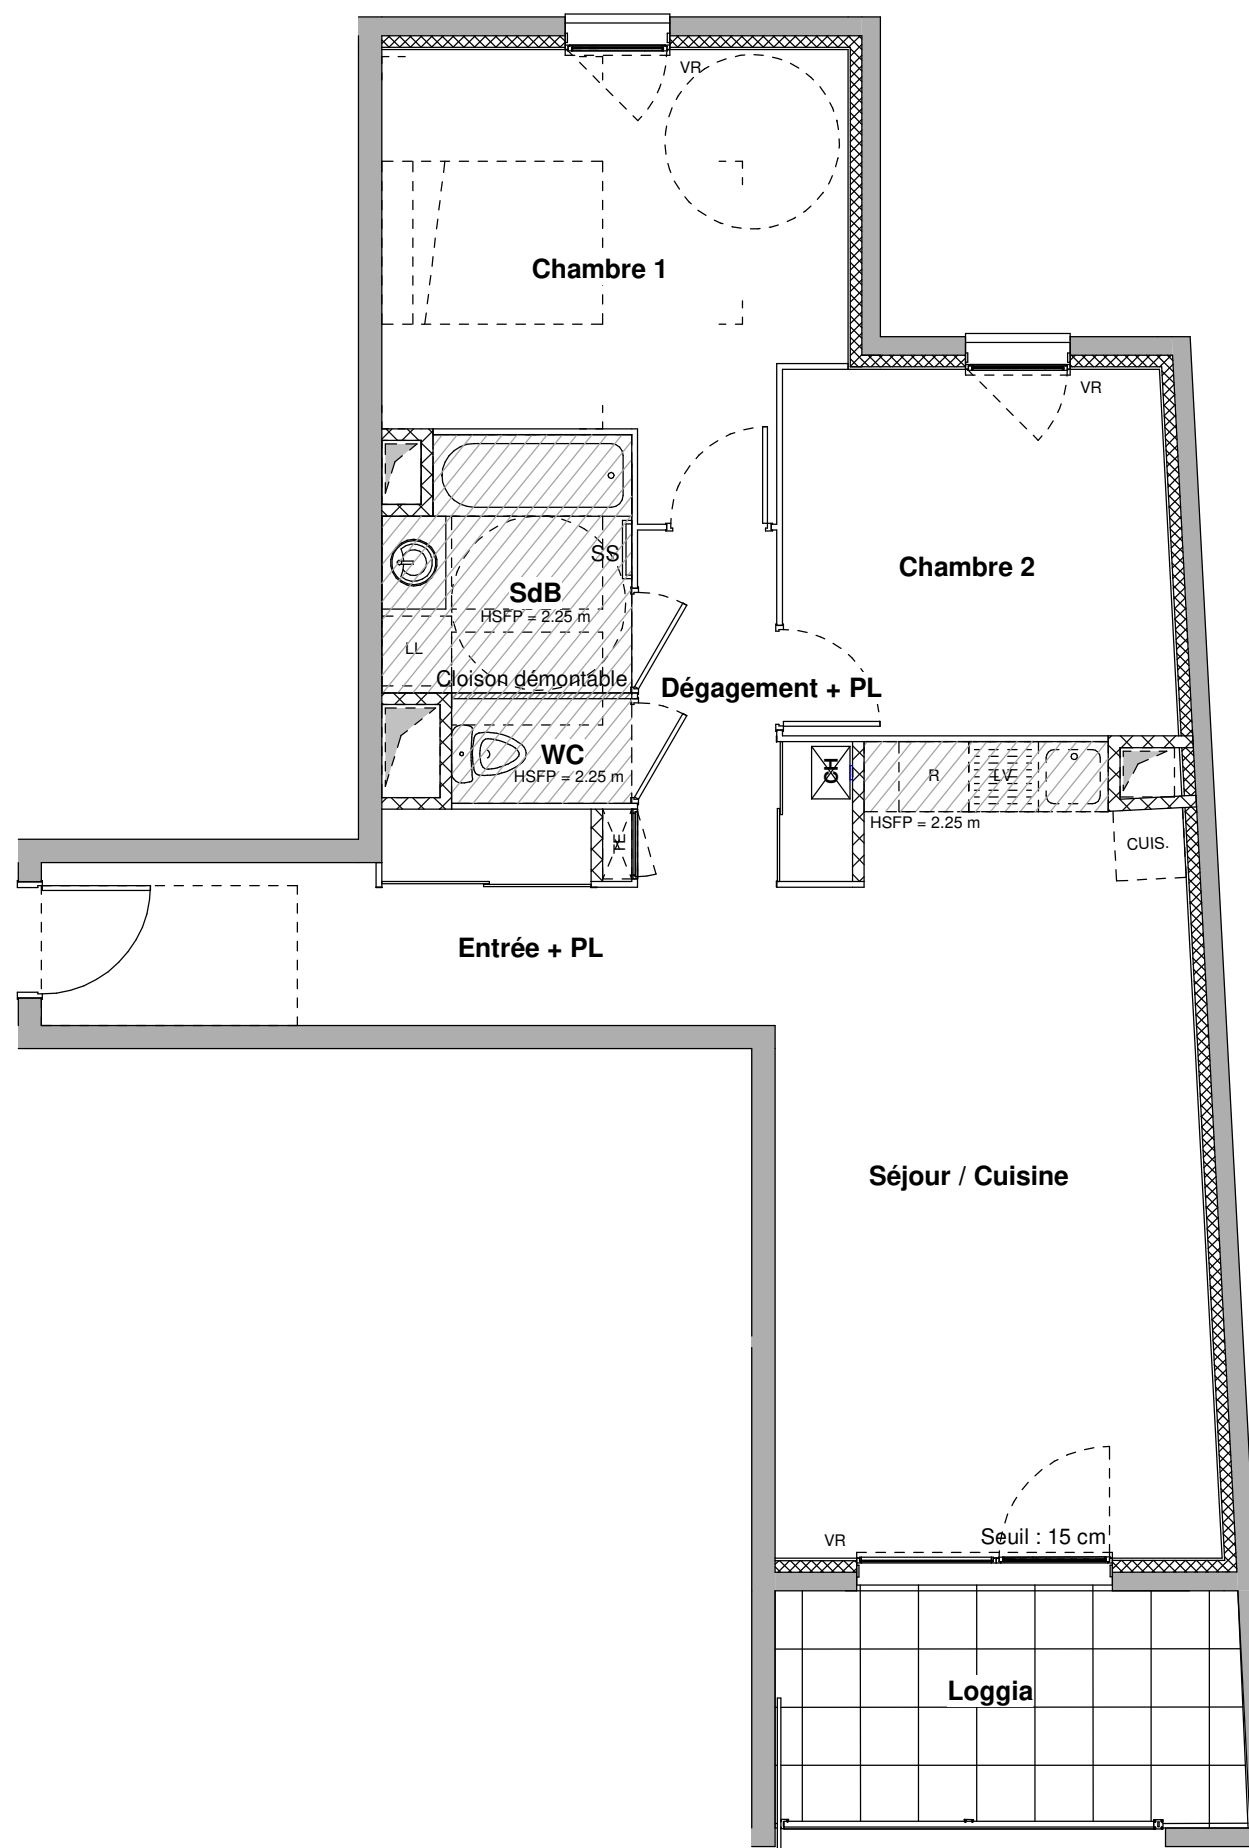 VR
Chambre 1
VR
SS
Chambre 2
SdB
HSFP = 2.25 m
LL
Cloison démontable
Dégagement + PL
WC
HSFP = 2.25 m
CH
R
LV
HSFP = 2.25 m
TE
CUIS.
Entrée + PL
Séjour / Cuisine
VR
Seuil : 15 cm
Loggia